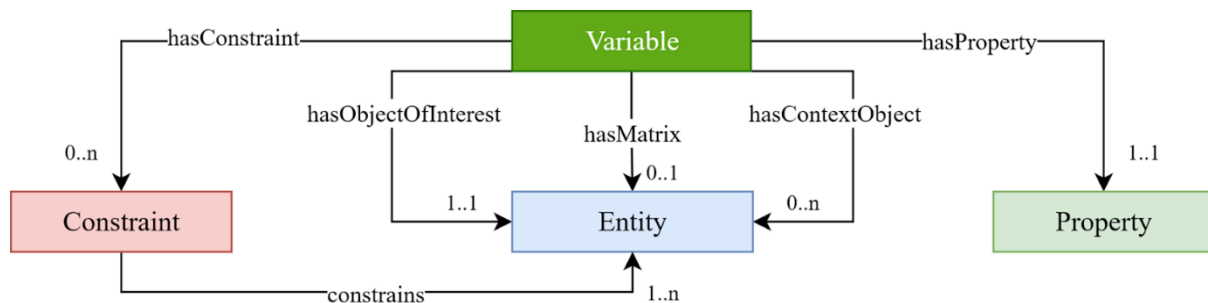 Variable
hasConstraint
hasProperty
hasObjectOfInterest
hasMatrix
hasContextObject
0..n
1..1
0..1
0..n
1..1
Constraint
Entity
Property
constrains
1..n